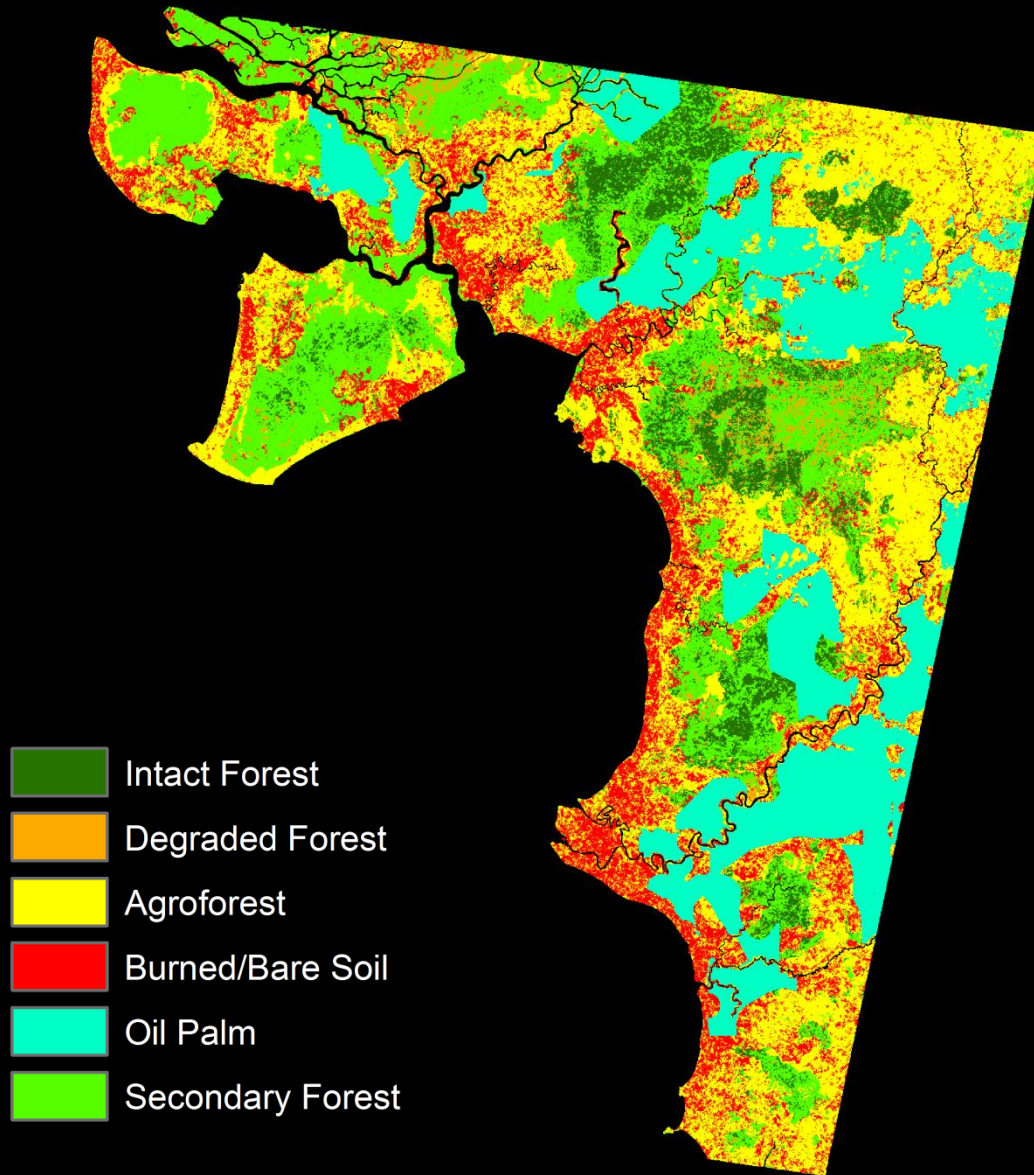 Intact Forest
Degraded Forest
Agroforest
Burned/Bare Soil
Oil Palm
Secondary Forest